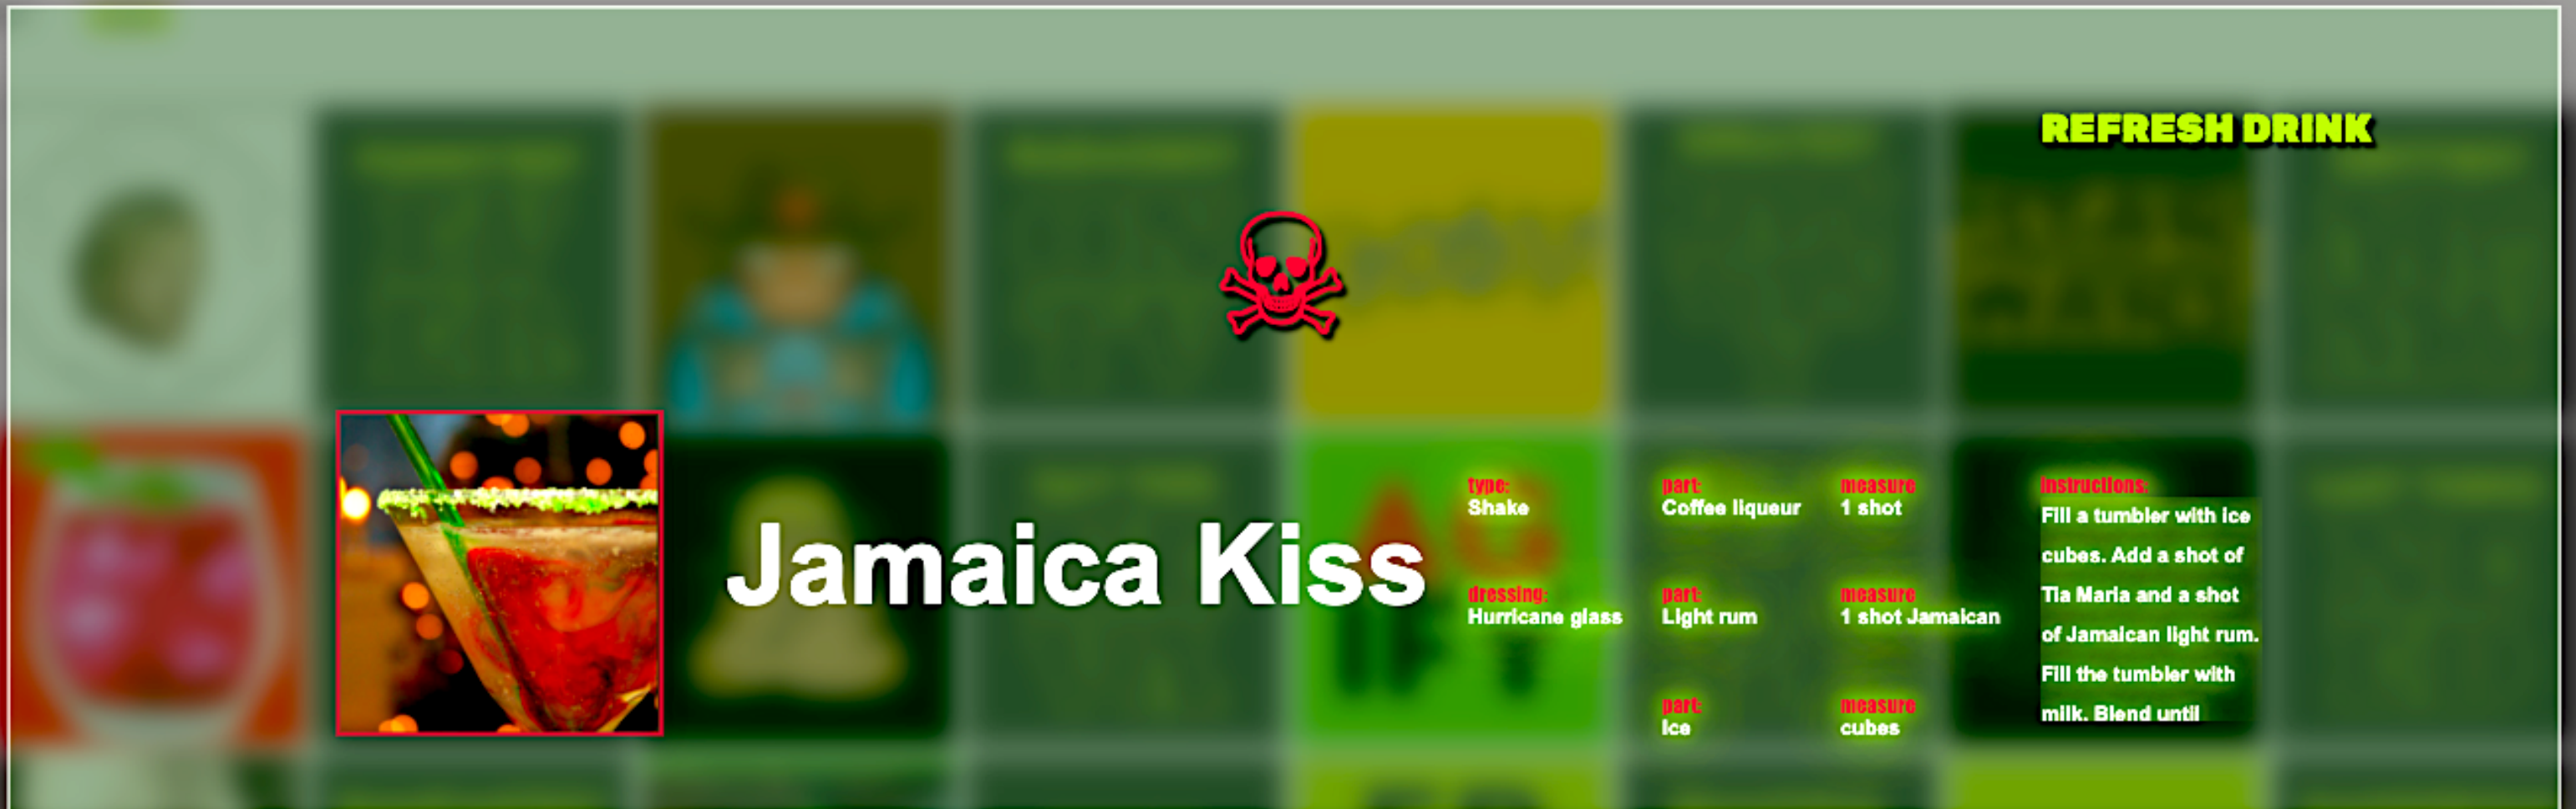 REFRESH DRINK
Jamaica Kiss
type:
Shake
dressing:
Hurricane glass
part:
Coffee liqueur
measure
1 shot
part:
Light rum
measure
1 shot Jamaican
part:
Ice
measure
cubes
instructions:
Fill a tumbler with ice
cubes. Add a shot of
Tia Maria and a shot
of Jamaican light rum.
Fill the tumbler with
milk. Blend until